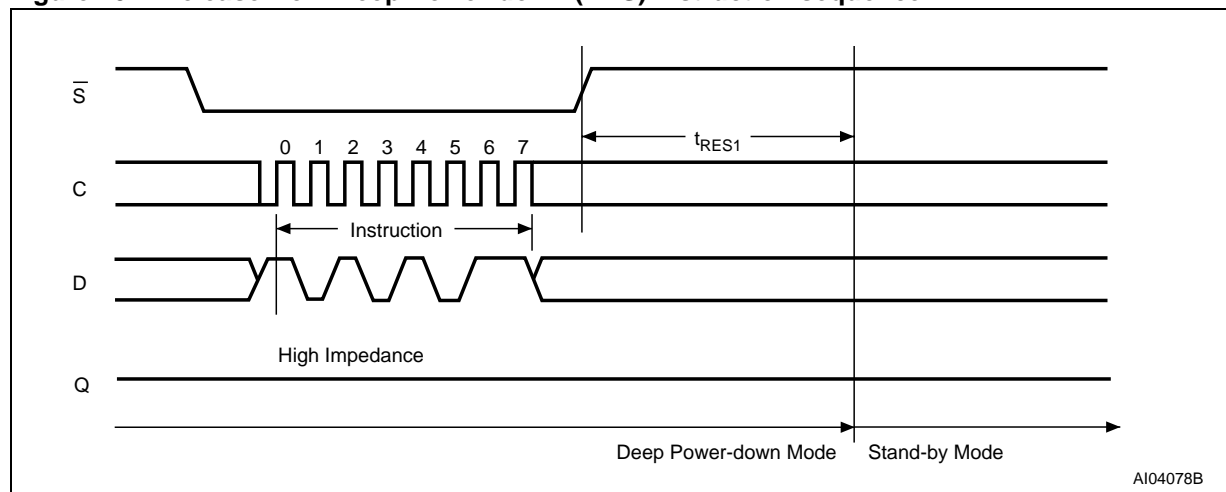 S
0 1 2 3 4 5 6 7
tRES1
C
Instruction
D
High Impedance
Q
Deep Power-down Mode Stand-by Mode
AI04078B